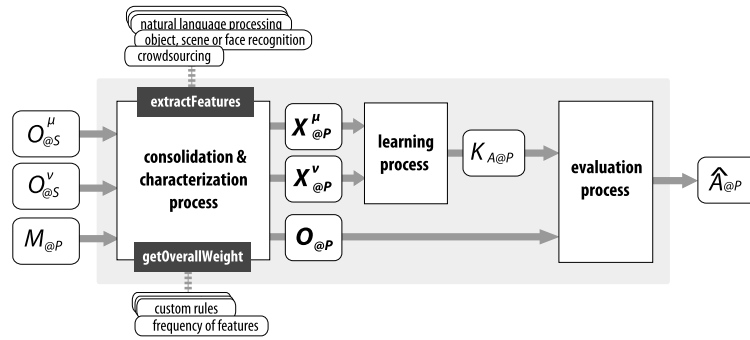 natural language processing
object, scene or face recognition
crowdsourcing
extractFeatures
O^μ_@S
O^ν_@S
M_@P
consolidation &
characterization
process
getOverallWeight
custom rules
frequency of features
X^μ_@P
X^ν_@P
O_@P
learning
process
K_A@P
evaluation
process
Â_@P